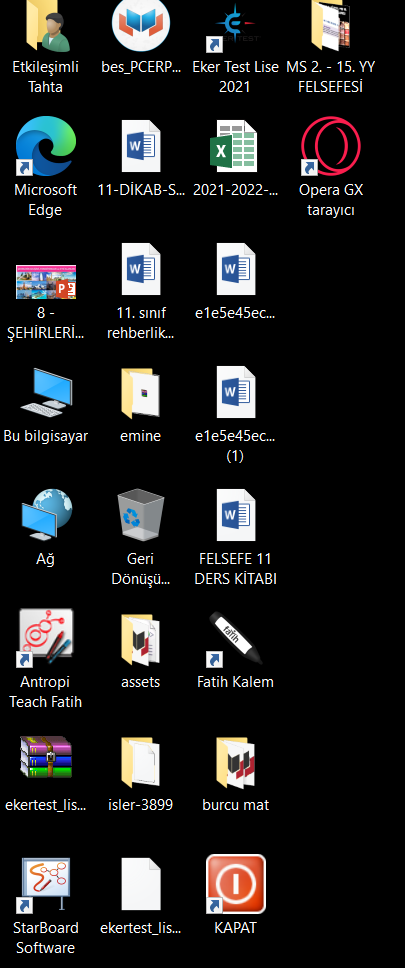 Etkileşimli
Tahta
bes_PCERP...
Eker Test Lise
2021
MS 2. - 15. YY
FELSEFESİ
Microsoft
Edge
11-DİKAB-S...
2021-2022-...
Opera GX
tarayıcı
8 -
ŞEHİRLERİ...
11. sınıf
rehberlik...
e1e5e45ec...
Bu bilgisayar
emine
e1e5e45ec...
(1)
Ağ
Geri
Dönüşü...
FELSEFE 11
DERS KİTABI
Antropi
Teach Fatih
assets
fatih
Fatih Kalem
ekertest_lis...
isler-3899
burcu mat
StarBoard
Software
ekertest_lis...
KAPAT